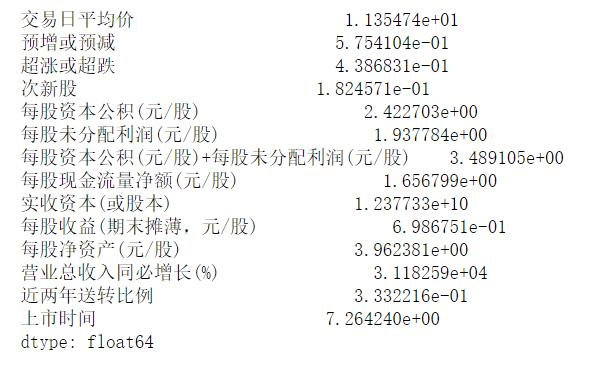 交易日平均价 1.135474e+01
预增或预减 5.754104e-01
超涨或超跌 4.386831e-01
次新股 1.824571e-01
每股资本公积(元/股) 2.422703e+00
每股未分配利润(元/股) 1.937784e+00
每股资本公积(元/股)+每股未分配利润(元/股) 3.489105e+00
每股现金流量净额(元/股) 1.656799e+00
实收资本(或股本) 1.237733e+10
每股收益(期末摊薄，元/股) 6.986751e-01
每股净资产(元/股) 3.962381e+00
营业总收入同必增长(%) 3.118259e+04
近两年送转比例 3.332216e-01
上市时间 7.264240e+00
dtype: float64